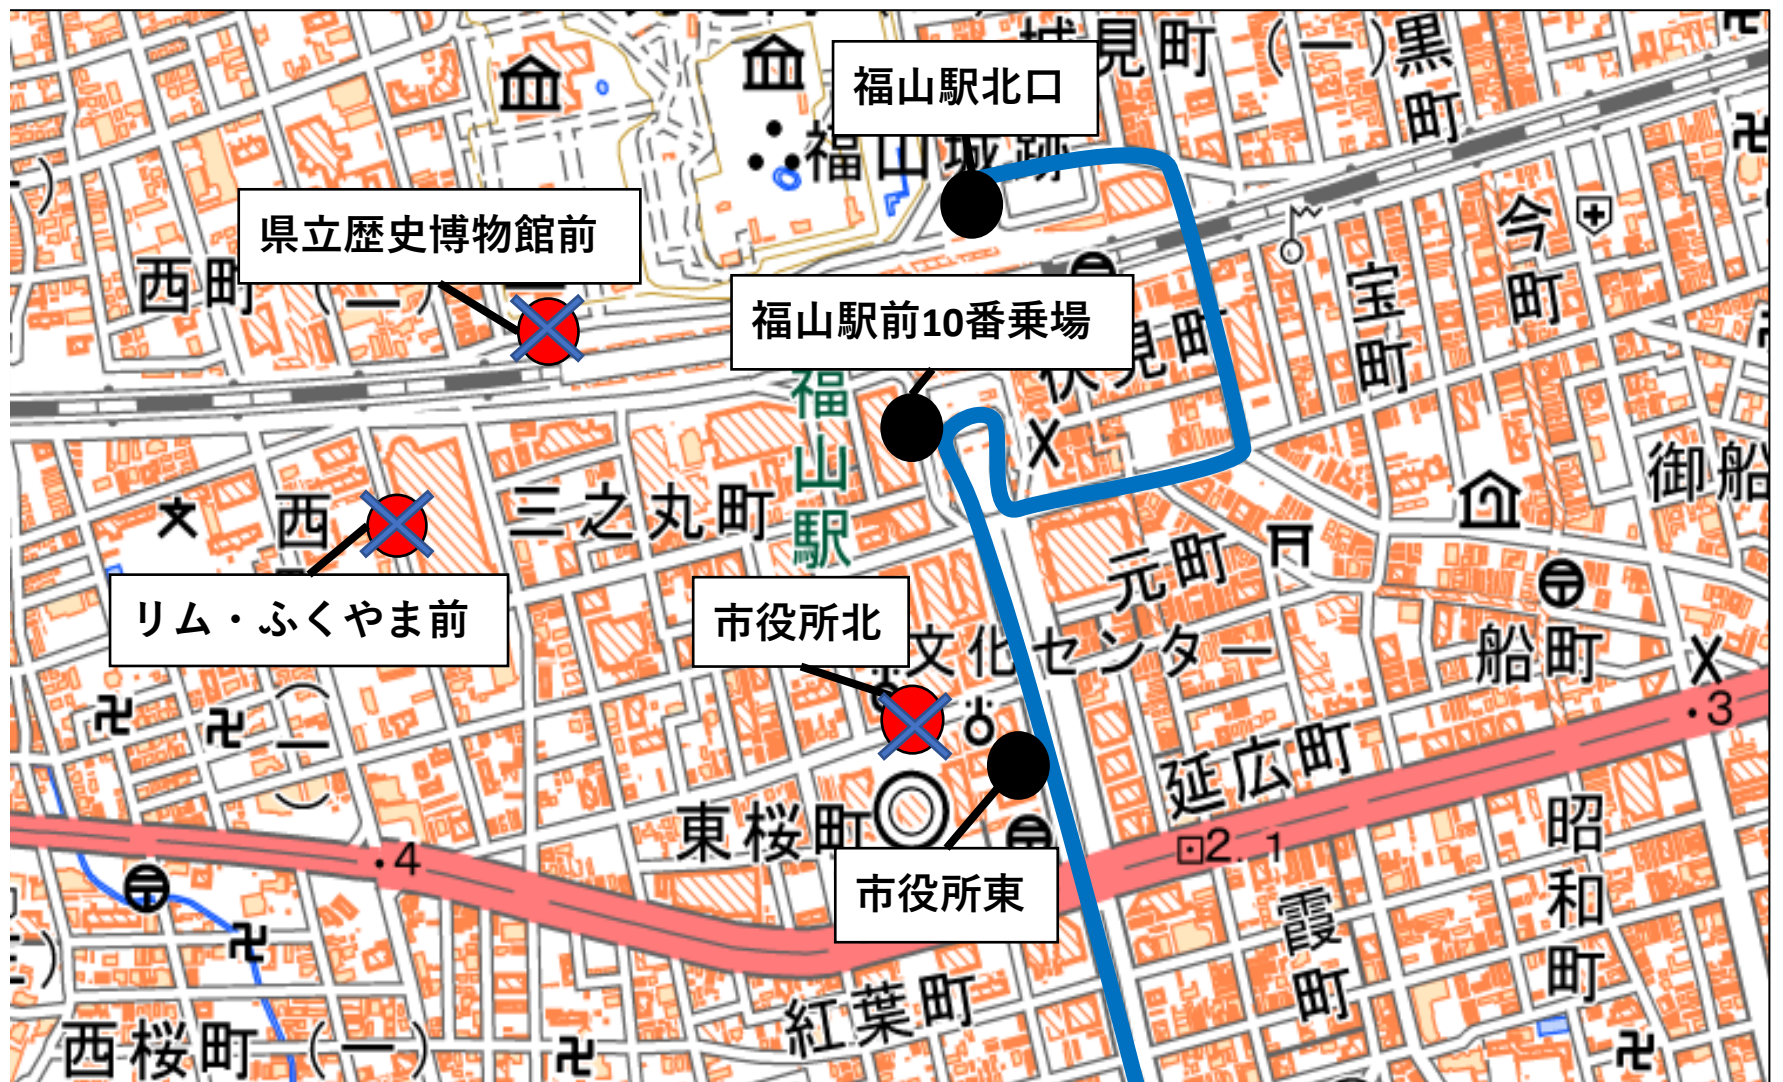 城見町(一)
黒町
福山駅北口
福山城跡
県立歴史博物館前
西町(一)
今町
宝町
福山駅前10番乗場
伏見町
福山駅
御船
西
三之丸町
元町
リム・ふくやま前
市役所北
文化センター
船町
・3
(一)
延広町
2.1
東桜町
・4
昭和町
市役所東
霞町
紅葉町
西桜町(一)